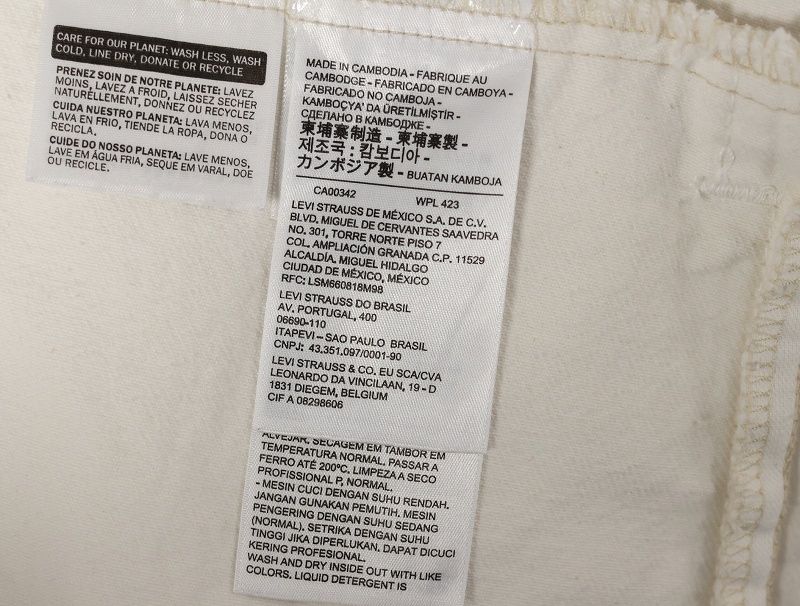 CARE FOR OUR PLANET: WASH LESS, WASH
COLD, LINE DRY, DONATE OR RECYCLE
PRENEZ SOIN DE NOTRE PLANETE: LAVEZ
MOINS, LAVEZ A FROID, LAISSEZ SECHER
NATURELLEMENT, DONNEZ OU RECYCLEZ
CUIDA NUESTRO PLANETA: LAVA MENOS,
LAVA EN FRIO, TIENDE LA ROPA, DONA O
RECICLA.
CUIDE DO NOSSO PLANETA: LAVE MENOS,
LAVE EM ÁGUA FRIA, SEQUE EM VARAL, DOE
OU RECICLE.
MADE IN CAMBODIA - FABRIQUE AU
CAMBODGE - FABRICADO EN CAMBOYA -
FABRICADO NO CAMBOJA -
KAMBOÇYA' DA ÜRETİLMİŞTİR -
СДЕЛАНО В КАМБОДЖЕ -
柬埔寨制造 - 柬埔寨製 -
제조국 : 캄보디아 -
カンボジア製 - BUATAN KAMBOJA
CA00342 WPL 423
LEVI STRAUSS DE MÉXICO S.A. DE C.V.
BLVD. MIGUEL DE CERVANTES SAAVEDRA
NO. 301, TORRE NORTE PISO 7
COL. AMPLIACIÓN GRANADA C.P. 11529
ALCALDÍA. MIGUEL HIDALGO
CIUDAD DE MÉXICO, MÉXICO
RFC: LSM660818M98
LEVI STRAUSS DO BRASIL
AV. PORTUGAL, 400
06690-110
ITAPEVI – SAO PAULO BRASIL
CNPJ: 43.351.097/0001-90
LEVI STRAUSS & CO. EU SCA/CVA
LEONARDO DA VINCILAAN, 19 - D
1831 DIEGEM, BELGIUM
CIF A 08298606
ALVEJAR. SECAGEM EM TAMBOR EM
TEMPERATURA NORMAL. PASSAR A
FERRO ATÉ 200ºC. LIMPEZA A SECO
PROFISSIONAL P, NORMAL.
- MESIN CUCI DENGAN SUHU RENDAH.
JANGAN GUNAKAN PEMUTIH. MESIN
PENGERING DENGAN SUHU SEDANG
(NORMAL). SETRIKA DENGAN SUHU
TINGGI JIKA DIPERLUKAN. DAPAT DICUCI
KERING PROFESIONAL.
WASH AND DRY INSIDE OUT WITH LIKE
COLORS. LIQUID DETERGENT IS